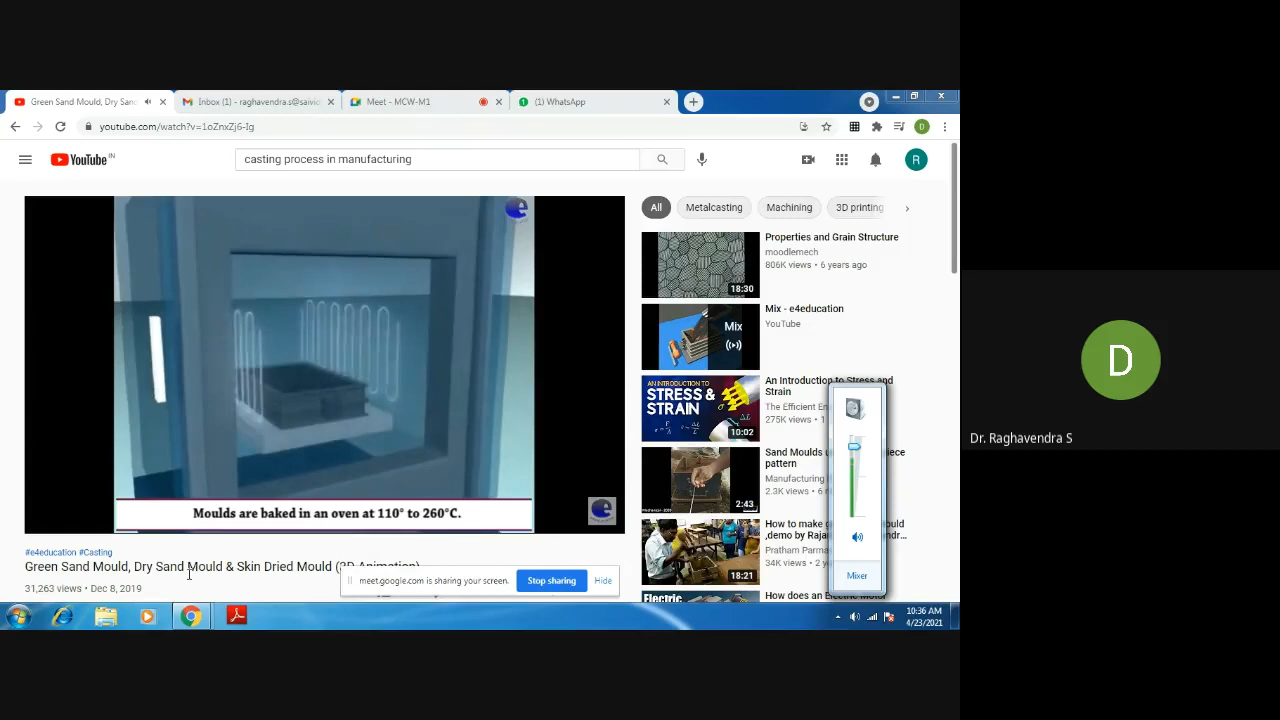 Green Sand Mould, Dry Sand
Inbox (1) - raghavendra.s@saivid
Meet - MCW-M1
(1) WhatsApp
youtube.com/watch?v=1oZnxZj6-Ig
D
YouTube IN
casting process in manufacturing
R
All
Metalcasting
Machining
3D printing
Properties and Grain Structure
moodlemech
806K views • 6 years ago
18:30
Mix - e4education
YouTube
Mix
AN INTRODUCTION TO
STRESS &
STRAIN
10:02
An Introduction to Stress and
Strain
The Efficient En
275K views • 1
Sand Moulds
piece
pattern
Manufacturing
2.3K views • 6
2:43
How to make
,demo by
Pratham Parma
34K views • 2
18:21
Electric
How does an Electric Motor
Moulds are baked in an oven at 110° to 260°C.
#e4education #Casting
Green Sand Mould, Dry Sand Mould & Skin Dried Mould (3D Animation)
31,263 views • Dec 8, 2019
meet.google.com is sharing your screen.
Stop sharing
Hide
Mixer
10:36 AM
4/23/2021
D
Dr. Raghavendra S